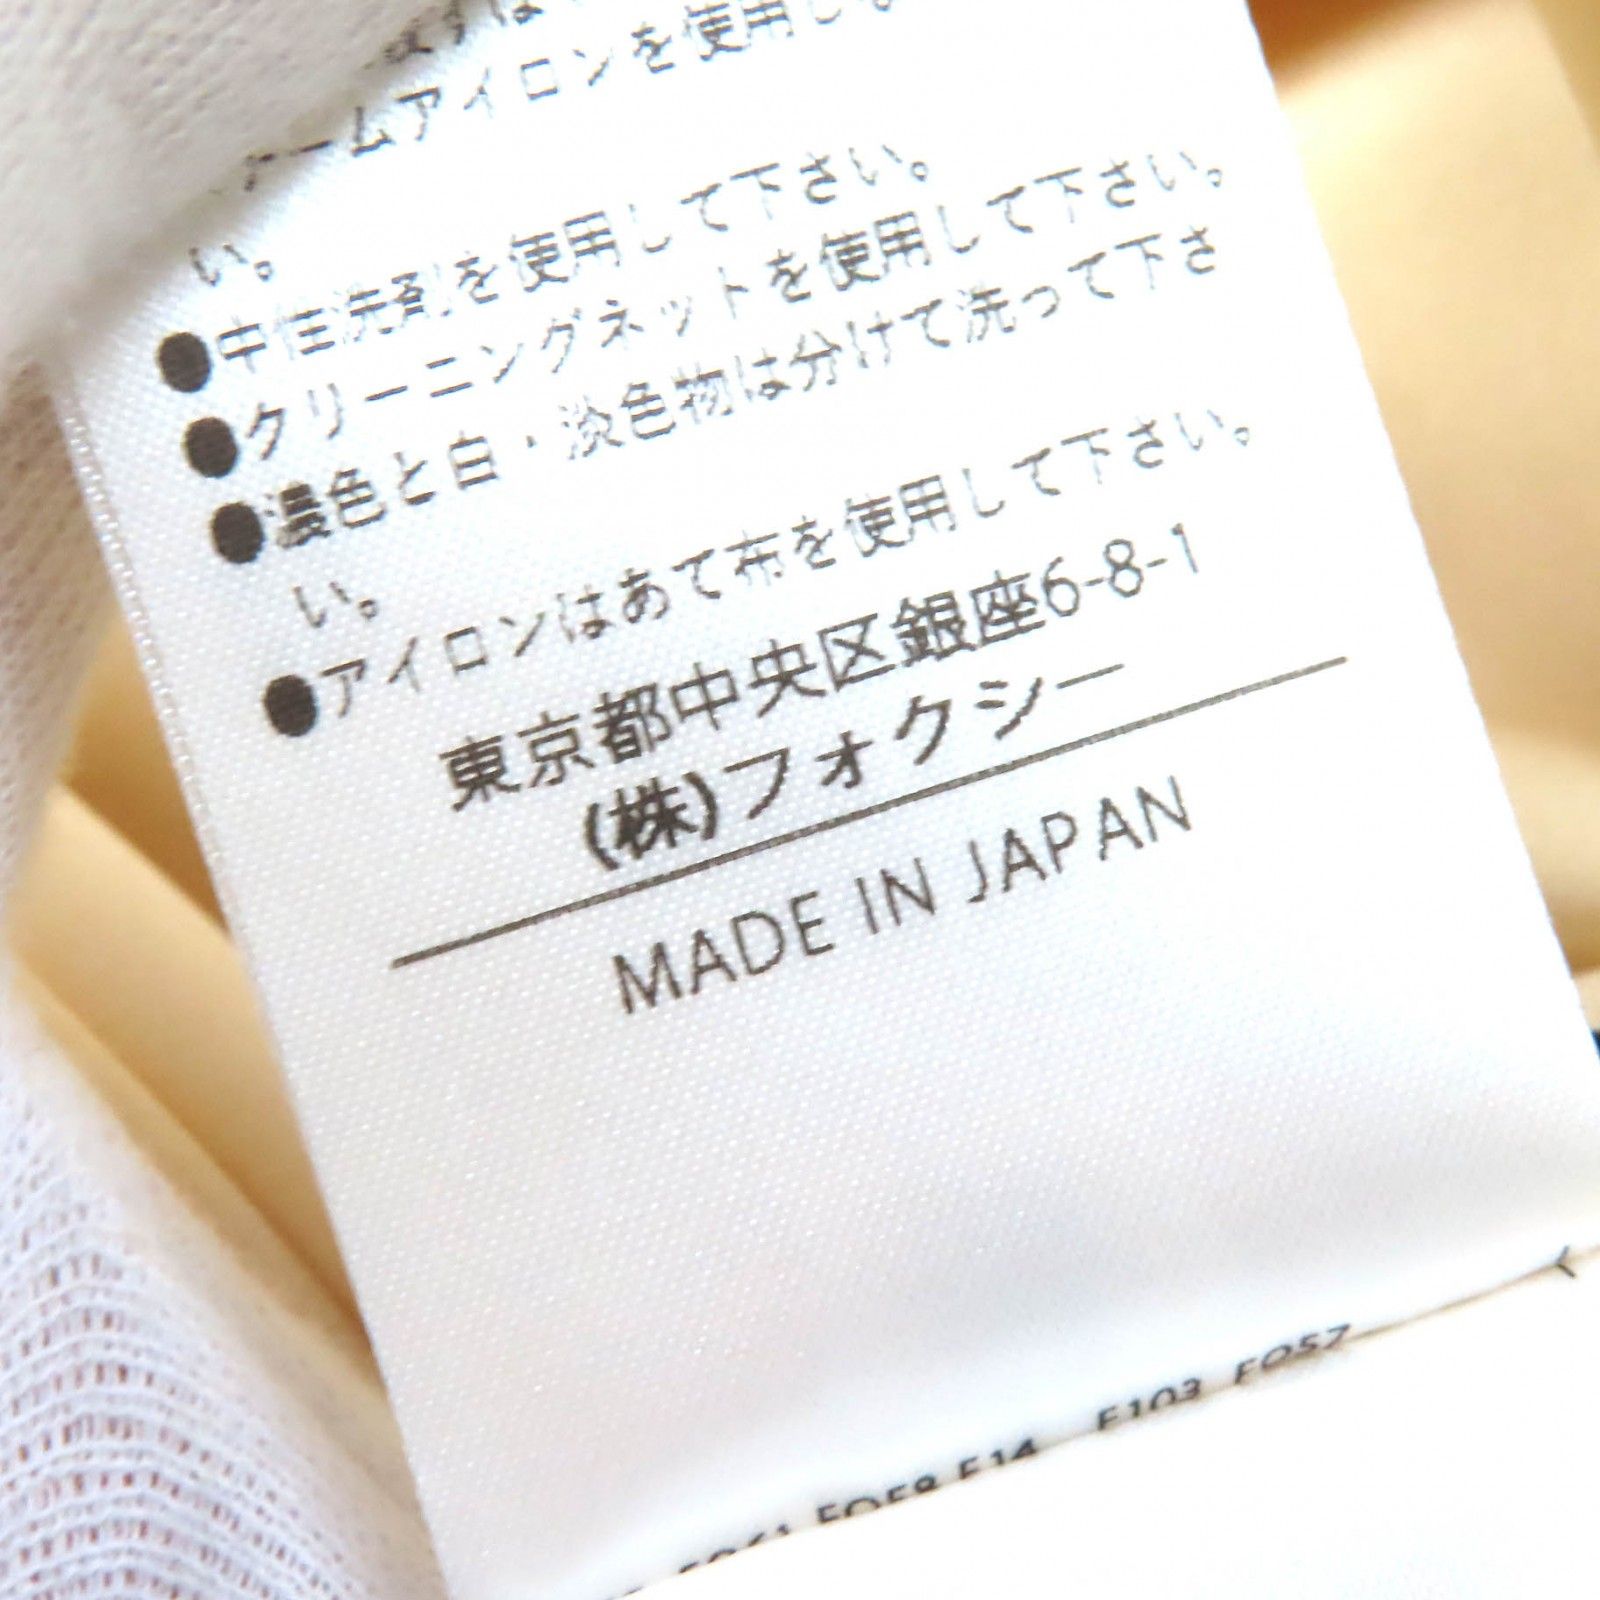 ームアイロンを使用し
い。
●中性洗剤を使用して下さい。
●クリーニングネットを使用して下さい。
●濃色と白・淡色物は分けて洗って下さ
い。
●アイロンはあて布を使用して下さい。
東京都中央区銀座6-8-1
(株)フォクシー
MADE IN JAPAN
F103 F057
F058 F14